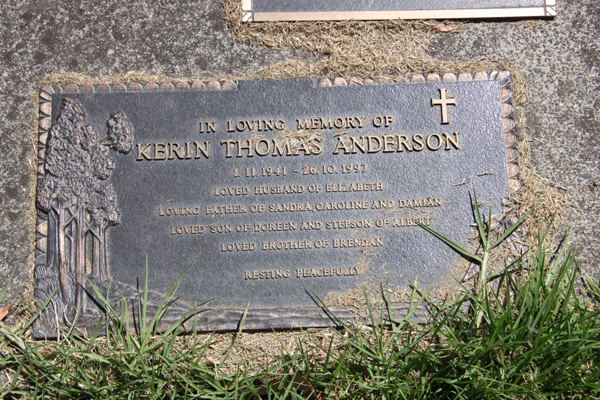 IN LOVING MEMORY OF
KERIN THOMAS ANDERSON
1. 11. 1941 - 26. 10. 1997
LOVED HUSBAND OF ELIZABETH
LOVING FATHER OF SANDRA, CAROLINE AND DAMIAN
LOVED SON OF DOREEN AND STEPSON OF ALBERT
LOVED BROTHER OF BRENDAN
RESTING PEACEFULLY